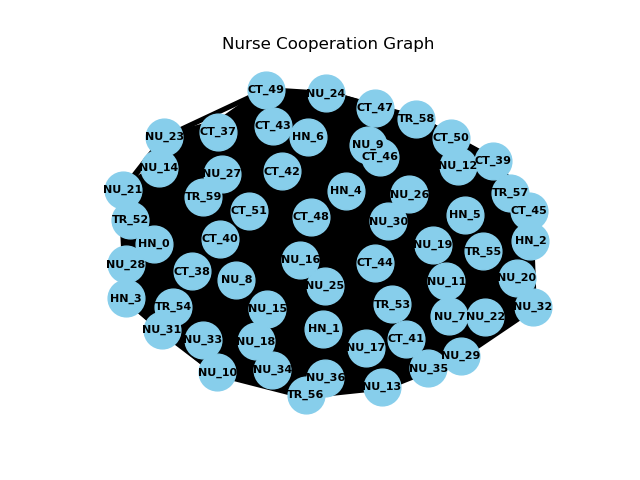 Nurse Cooperation Graph
CT_49
NU_24
CT_47
TR_58
CT_43
CT_37
NU_23
HN_6
CT_50
NU_9
CT_46
CT_39
NU_12
NU_14
CT_42
NU_27
NU_21
HN_4
TR_57
NU_26
TR_59
CT_51
CT_45
HN_5
CT_48
TR_52
NU_30
CT_40
HN_2
HN_0
NU_19
TR_55
NU_16
CT_44
NU_28
CT_38
NU_20
NU_8
NU_11
NU_25
HN_3
TR_53
TR_54
NU_32
NU_15
NU_7
NU_22
NU_31
HN_1
NU_33
NU_18
CT_41
NU_17
NU_29
NU_35
NU_34
NU_10
NU_36
NU_13
TR_56